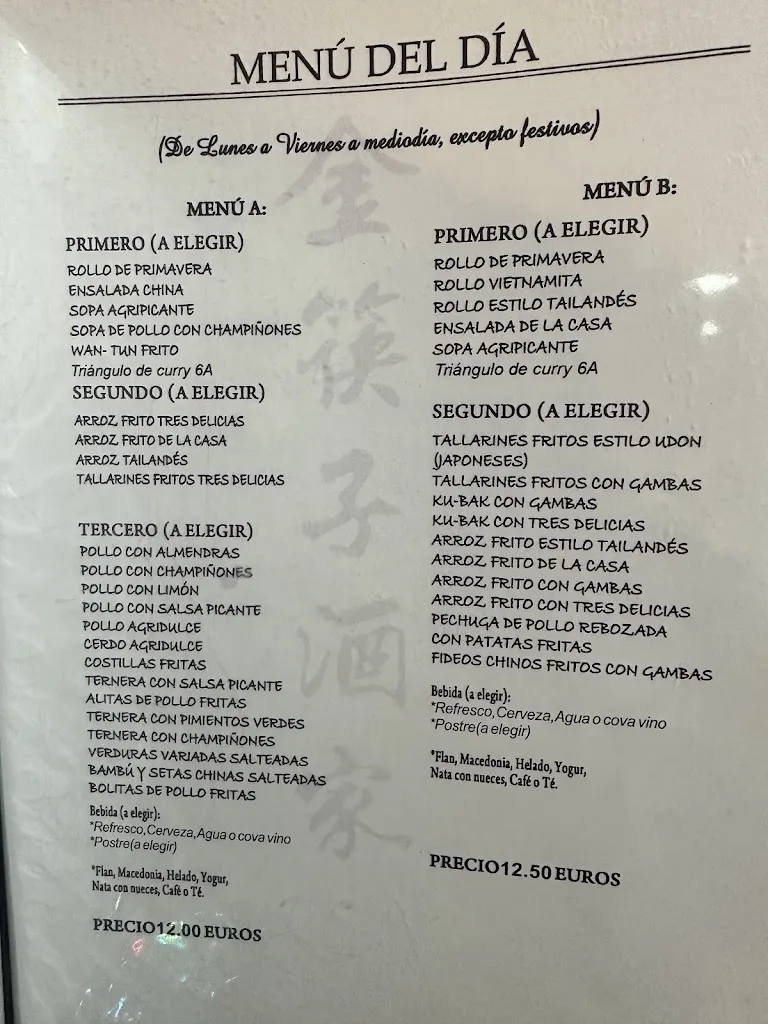 MENÚ DEL DÍA
(De Lunes a Viernes a mediodía, excepto festivos)
MENÚ A:
PRIMERO (A ELEGIR)
ROLLO DE PRIMAVERA
ENSALADA CHINA
SOPA AGRIPICANTE
SOPA DE POLLO CON CHAMPIÑONES
WAN- TUN FRITO
Triángulo de curry 6A
SEGUNDO (A ELEGIR)
ARROZ FRITO TRES DELICIAS
ARROZ FRITO DE LA CASA
ARROZ TAILANDÉS
TALLARINES FRITOS TRES DELICIAS
TERCERO (A ELEGIR)
POLLO CON ALMENDRAS
POLLO CON CHAMPIÑONES
POLLO CON LIMÓN
POLLO CON SALSA PICANTE
POLLO AGRIDULCE
CERDO AGRIDULCE
COSTILLAS FRITAS
TERNERA CON SALSA PICANTE
ALITAS DE POLLO FRITAS
TERNERA CON PIMIENTOS VERDES
TERNERA CON CHAMPIÑONES
VERDURAS VARIADAS SALTEADAS
BAMBÚ Y SETAS CHINAS SALTEADAS
BOLITAS DE POLLO FRITAS
Bebida (a elegir):
*Refresco,Cerveza,Agua o cova vino
*Postre(a elegir)
*Flan, Macedonia, Helado, Yogur,
Nata con nueces, Café o Té.
PRECIO12.00 EUROS
MENÚ B:
PRIMERO (A ELEGIR)
ROLLO DE PRIMAVERA
ROLLO VIETNAMITA
ROLLO ESTILO TAILANDÉS
ENSALADA DE LA CASA
SOPA AGRIPICANTE
Triángulo de curry 6A
SEGUNDO (A ELEGIR)
TALLARINES FRITOS ESTILO UDON
(JAPONESES)
TALLARINES FRITOS CON GAMBAS
KU-BAK CON GAMBAS
KU-BAK CON TRES DELICIAS
ARROZ FRITO ESTILO TAILANDÉS
ARROZ FRITO DE LA CASA
ARROZ FRITO CON GAMBAS
ARROZ FRITO CON TRES DELICIAS
PECHUGA DE POLLO REBOZADA
CON PATATAS FRITAS
FIDEOS CHINOS FRITOS CON GAMBAS
Bebida (a elegir):
*Refresco,Cerveza,Agua o cova vino
*Postre(a elegir)
*Flan, Macedonia, Helado, Yogur,
Nata con nueces, Café o Té.
PRECIO12.50 EUROS
金筷子酒家